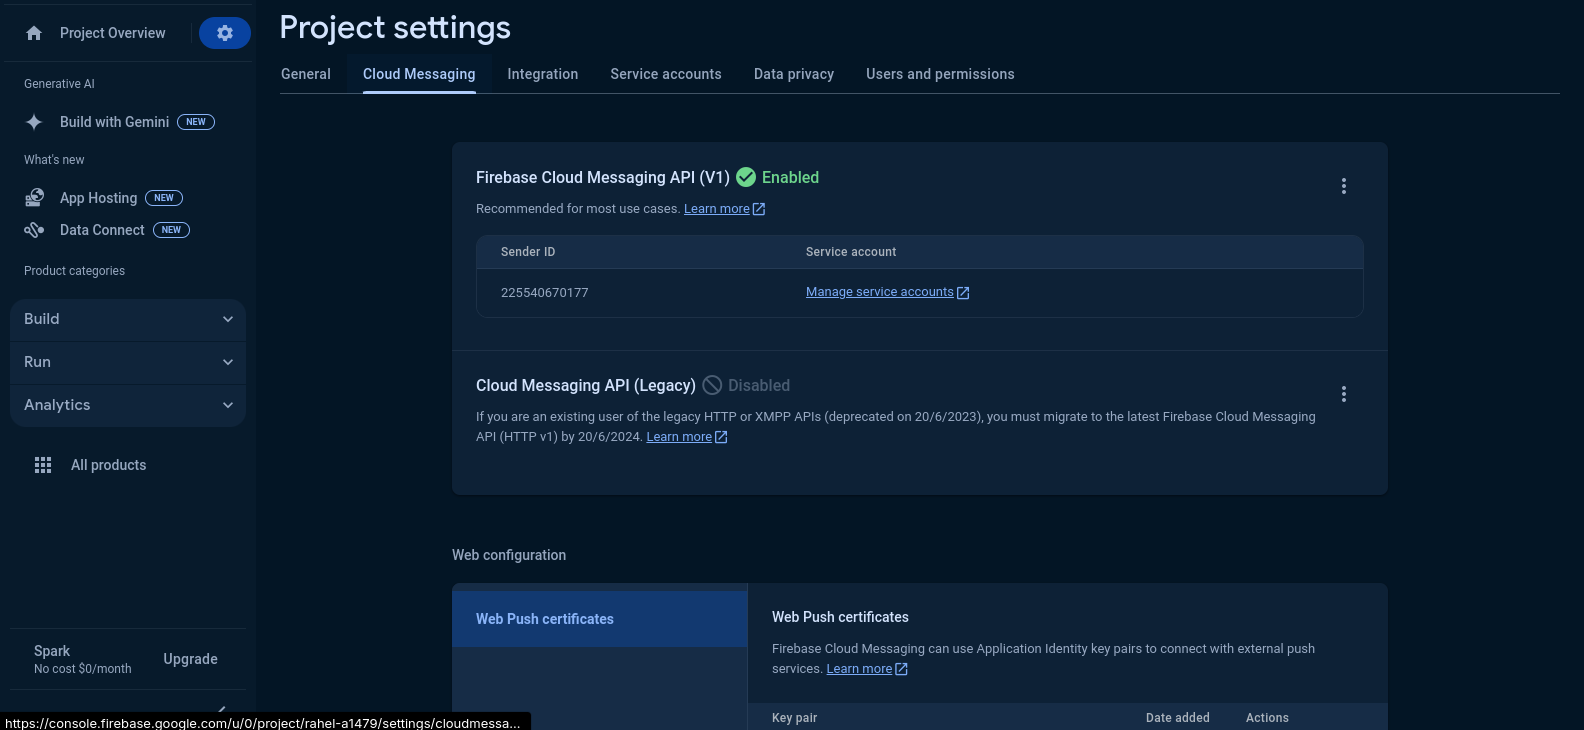 Project settings
Project Overview
General
Cloud Messaging
Integration
Service accounts
Data privacy
Users and permissions
Generative AI
Build with Gemini NEW
What's new
App Hosting NEW
Data Connect NEW
Product categories
Build
Run
Analytics
All products
Spark
No cost $0/month
Upgrade
Firebase Cloud Messaging API (V1) Enabled
Recommended for most use cases. Learn more
Sender ID
Service account
225540670177
Manage service accounts
Cloud Messaging API (Legacy) Disabled
If you are an existing user of the legacy HTTP or XMPP APIs (deprecated on 20/6/2023), you must migrate to the latest Firebase Cloud Messaging
API (HTTP v1) by 20/6/2024. Learn more
Web configuration
Web Push certificates
Web Push certificates
Firebase Cloud Messaging can use Application Identity key pairs to connect with external push
services. Learn more
Key pair
Date added
Actions
https://console.firebase.google.com/u/0/project/rahel-a1479/settings/cloudmessa...